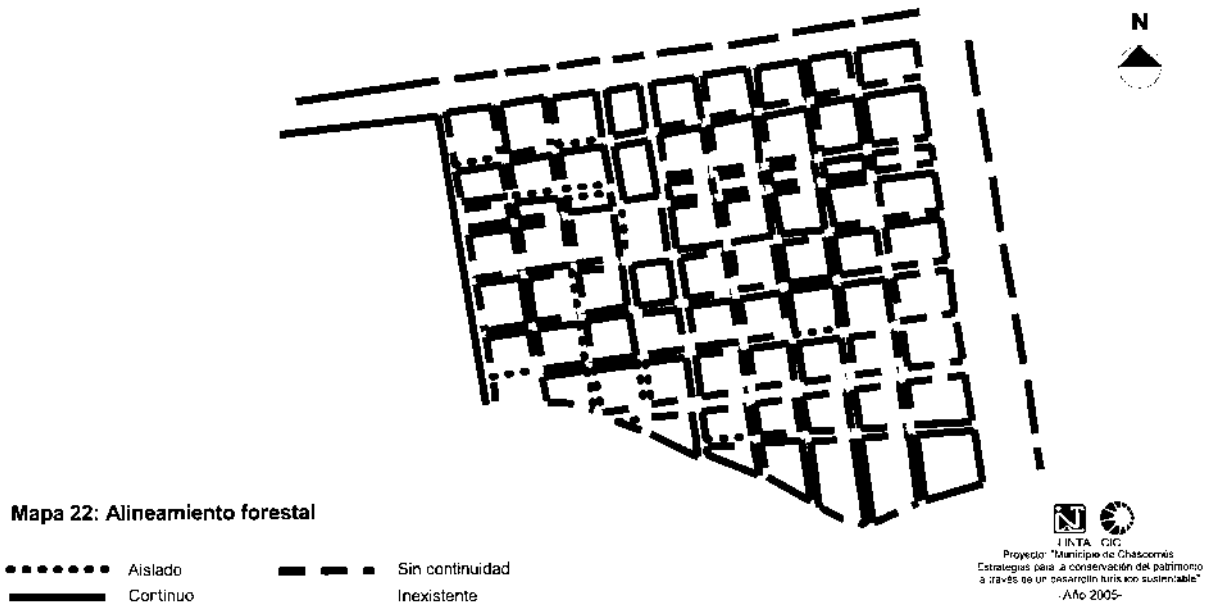 N
Mapa 22: Alineamiento forestal
Aislado
Sin continuidad
Continuo
Inexistente
LINTA CIC
Proyecto: "Municipio de Chascomús
Estrategias para la conservación del patrimonio
a través de un desarrollo turístico sustentable"
-Año 2005-